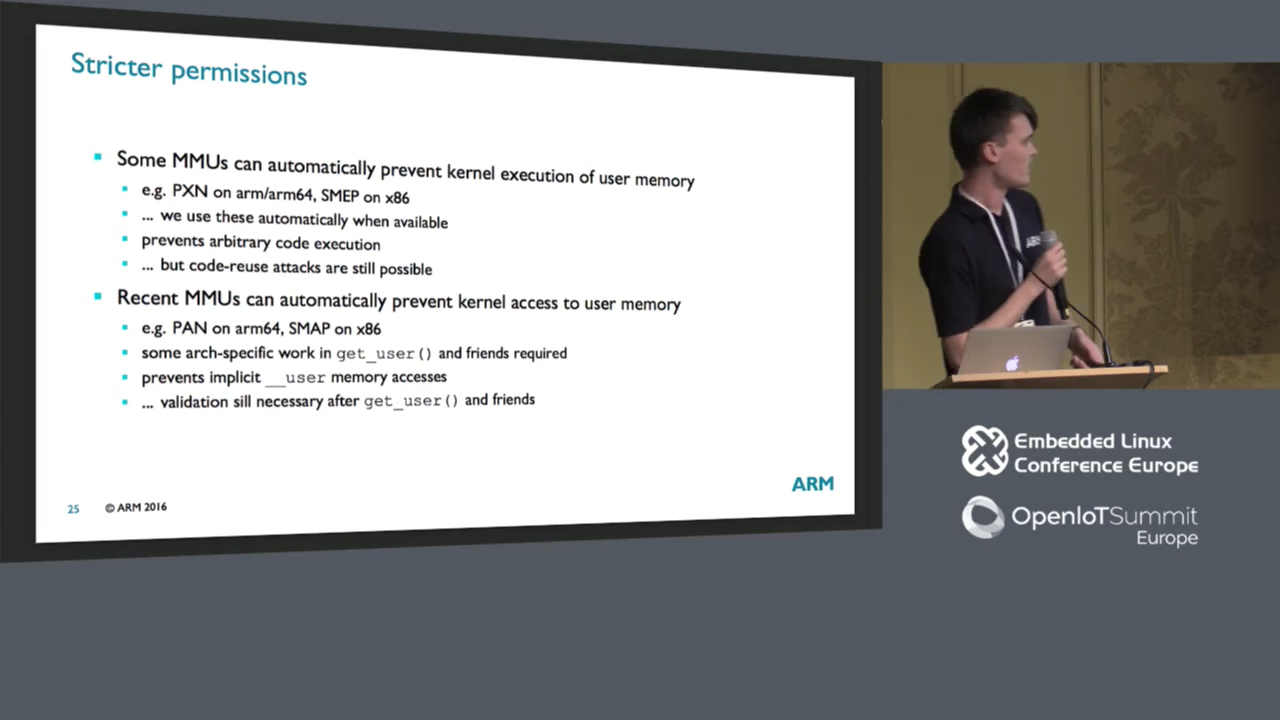 Stricter permissions
Some MMUs can automatically prevent kernel execution of user memory
e.g. PXN on arm/arm64, SMEP on x86
... we use these automatically when available
prevents arbitrary code execution
... but code-reuse attacks are still possible
Recent MMUs can automatically prevent kernel access to user memory
e.g. PAN on arm64, SMAP on x86
some arch-specific work in get_user() and friends required
prevents implicit __user memory accesses
... validation sill necessary after get_user() and friends
ARM
25 © ARM 2016
ARM
Embedded Linux
Conference Europe
OpenIoTSummit
Europe